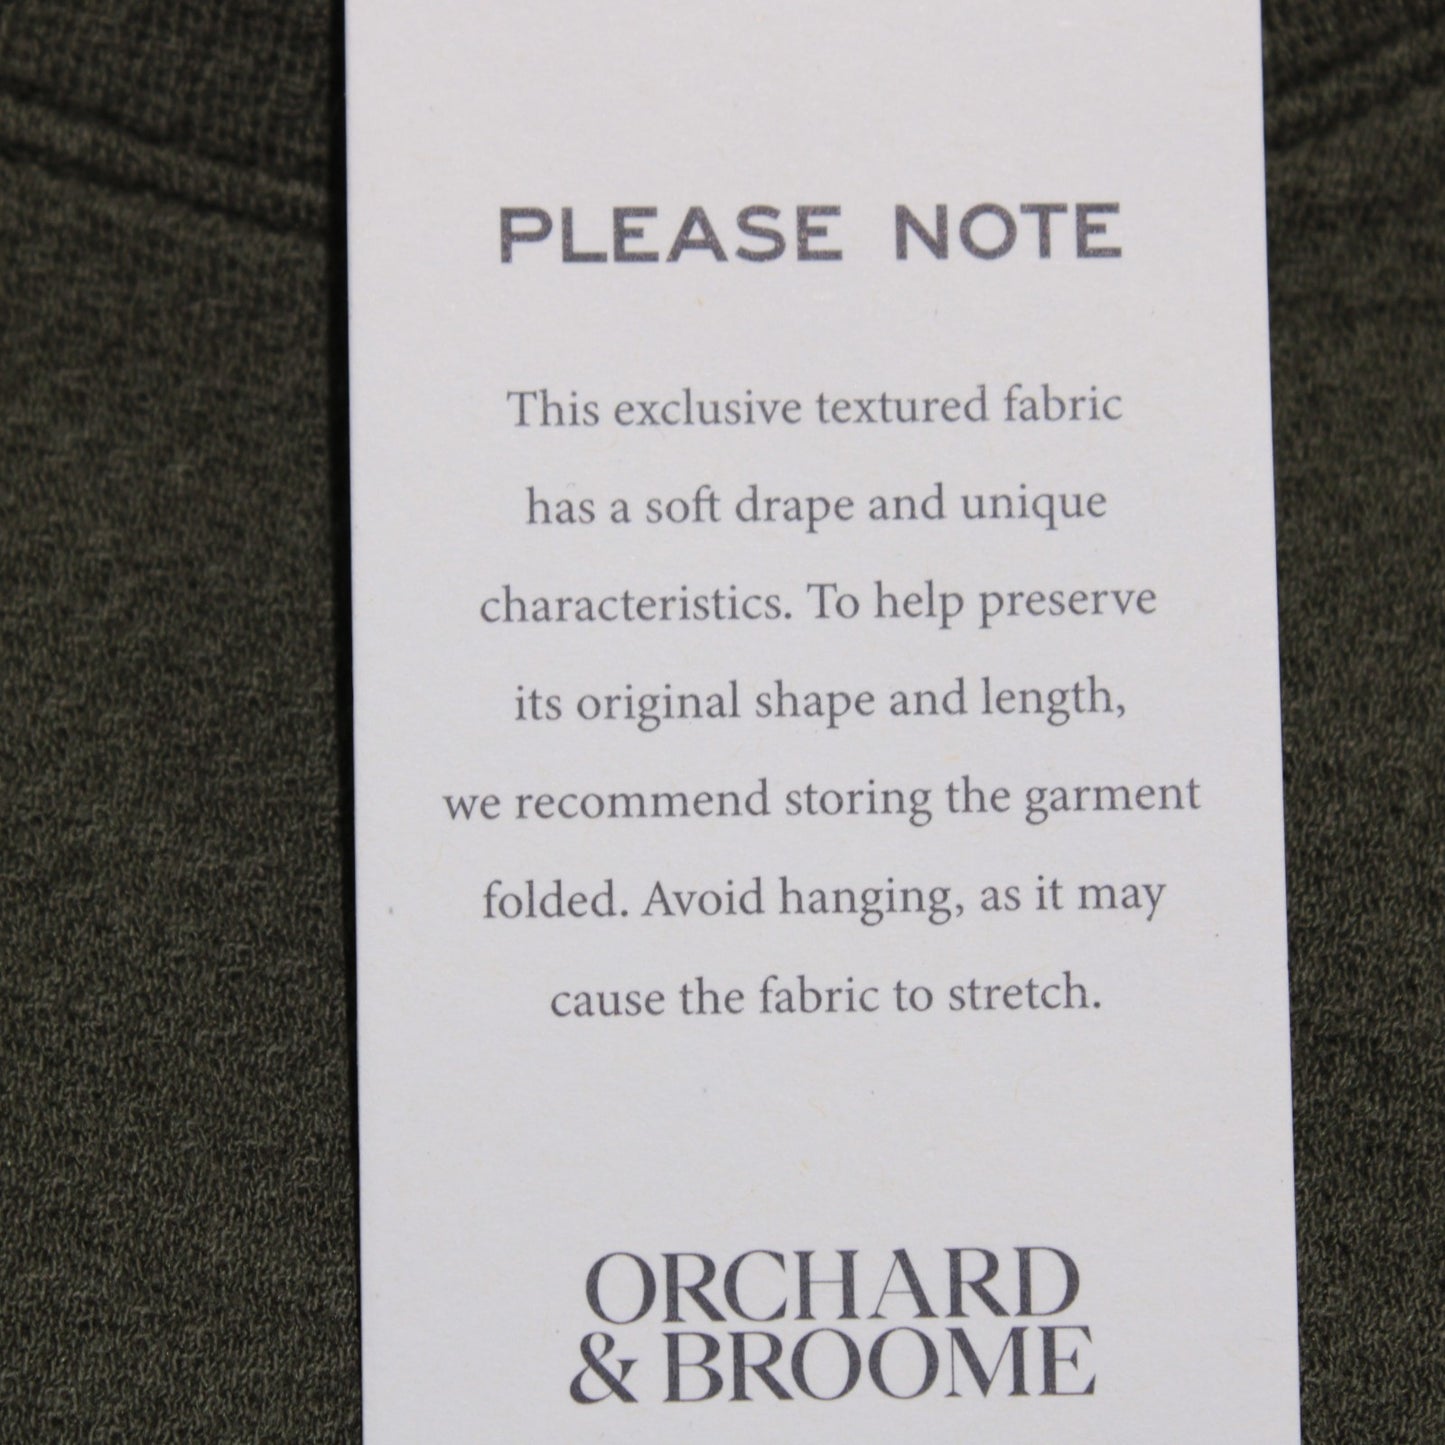 PLEASE NOTE
This exclusive textured fabric
has a soft drape and unique
characteristics. To help preserve
its original shape and length,
we recommend storing the garment
folded. Avoid hanging, as it may
cause the fabric to stretch.
ORCHARD
& BROOME